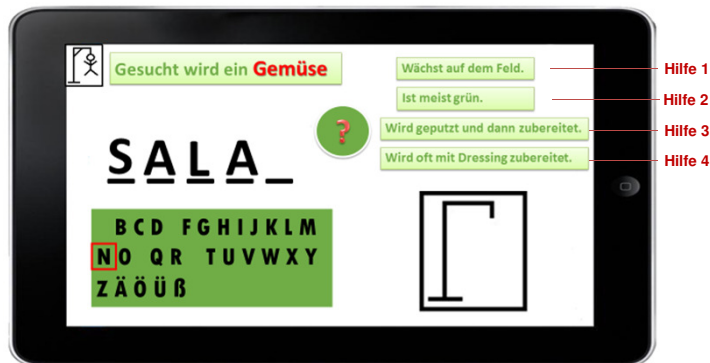 Gesucht wird ein Gemüse
Wächst auf dem Feld.
Hilfe 1
Ist meist grün.
Hilfe 2
Wird geputzt und dann zubereitet.
Hilfe 3
Wird oft mit Dressing zubereitet.
Hilfe 4
?
SALA_
BCD FGHIJKLM
NO QR TUVWXY
ZÄÖÜß